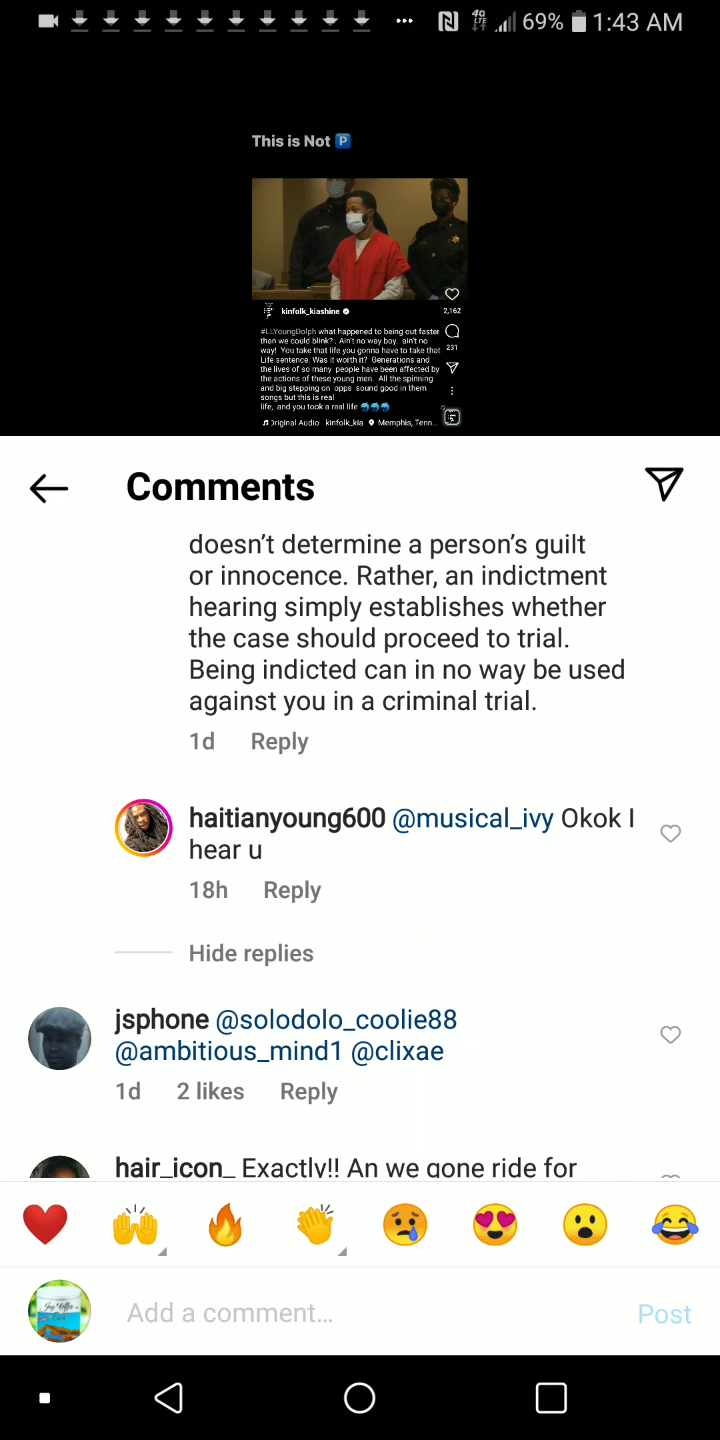 69% 1:43 AM
This is Not 🅿️
kinfolk_kiashine
2,162
#LLYoungDolph what happened to being cut faster
than we could blink? . Ain't no way boy. ain't no
way! You take that life you gonna have to take that
Life sentence. Was it worth it? Generations and
the lives of so many people have been affected by
the actions of these young men. All the spinning
and big stepping on opps sound good in them
songs but this is real
life, and you took a real life 🐬🐬🐬
231
Original Audio kinfolk_kia Memphis, Tenn...
Comments
doesn’t determine a person’s guilt
or innocence. Rather, an indictment
hearing simply establishes whether
the case should proceed to trial.
Being indicted can in no way be used
against you in a criminal trial.
1d Reply
haitianyoung600 @musical_ivy Okok I
hear u
18h Reply
Hide replies
jsphone @solodolo_coolie88
@ambitious_mind1 @clixae
1d 2 likes Reply
hair_icon_ Exactly!! An we gone ride for
❤️ 🙌 🔥 👏 😢 😍 😮 😂
Add a comment...
Post